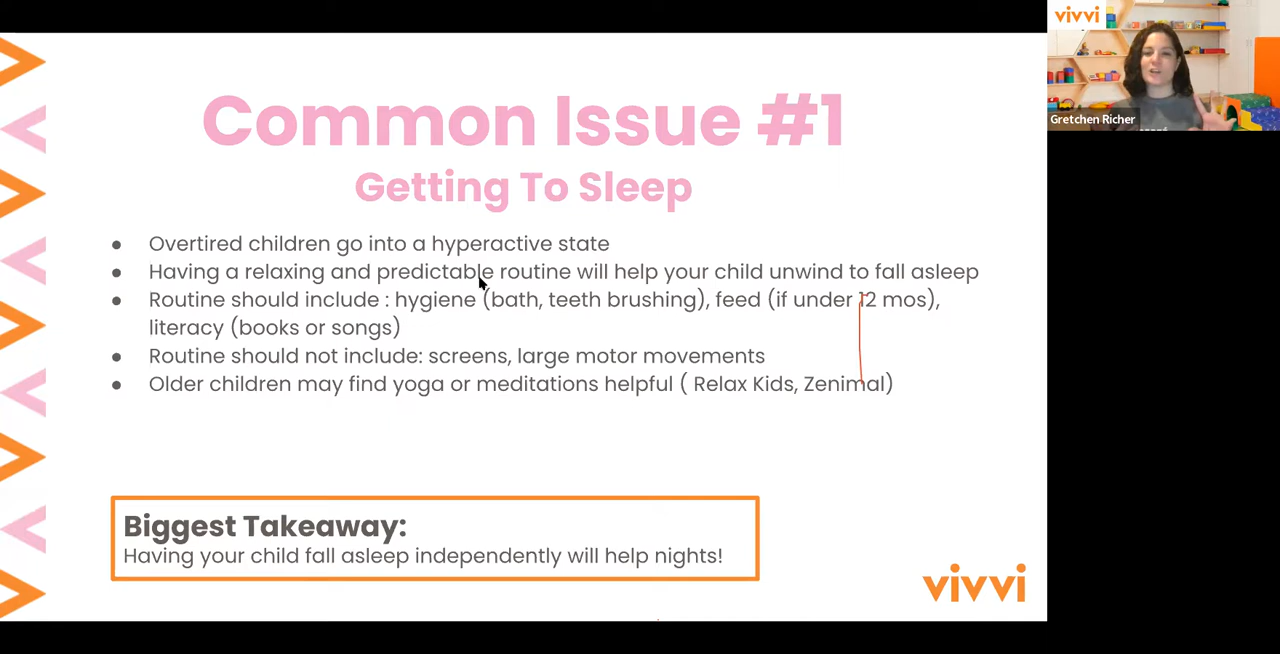 Common Issue #1
Getting To Sleep
● Overtired children go into a hyperactive state
● Having a relaxing and predictable routine will help your child unwind to fall asleep
● Routine should include : hygiene (bath, teeth brushing), feed (if under 12 mos),
literacy (books or songs)
● Routine should not include: screens, large motor movements
● Older children may find yoga or meditations helpful ( Relax Kids, Zenimal)
Biggest Takeaway:
Having your child fall asleep independently will help nights!
vivvi
vivvi
Gretchen Richer